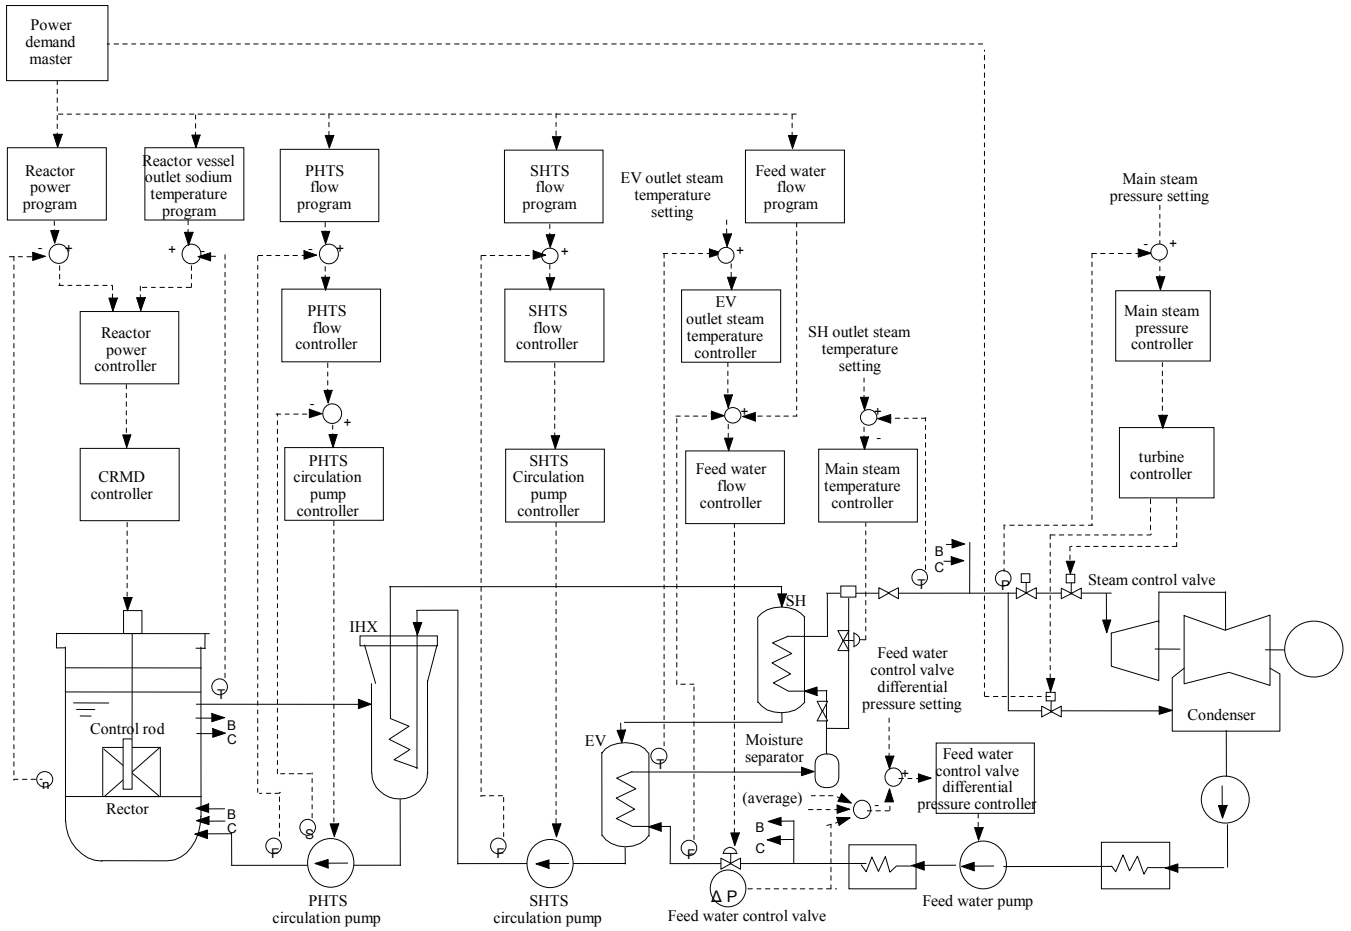 Power
demand
master
Reactor
power
program
Reactor vessel
outlet sodium
temperature
program
PHTS
flow
program
SHTS
flow
program
EV outlet steam
temperature
setting
Feed water
flow
program
Main steam
pressure setting
- +
+ -
- +
- +
+
+
- +
Reactor
power
controller
PHTS
flow
controller
SHTS
flow
controller
EV
outlet steam
temperature
controller
SH outlet steam
temperature
setting
Main steam
pressure
controller
- +
+
+
-
CRMD
controller
PHTS
circulation
pump
controller
SHTS
Circulation
pump
controller
Feed water
flow
controller
Main steam
temperature
controller
turbine
controller
B
C
T
P
Steam control valve
SH
IHX
T
B
C
Control rod
n
Rector
B
C
EV
T
Moisture
separator
Feed water
control valve
differential
pressure setting
Condenser
+
-
Feed water
control valve
differential
pressure controller
(average)
B
C
S
F
F
F
Δ P
PHTS
circulation pump
SHTS
circulation pump
Feed water control valve
Feed water pump